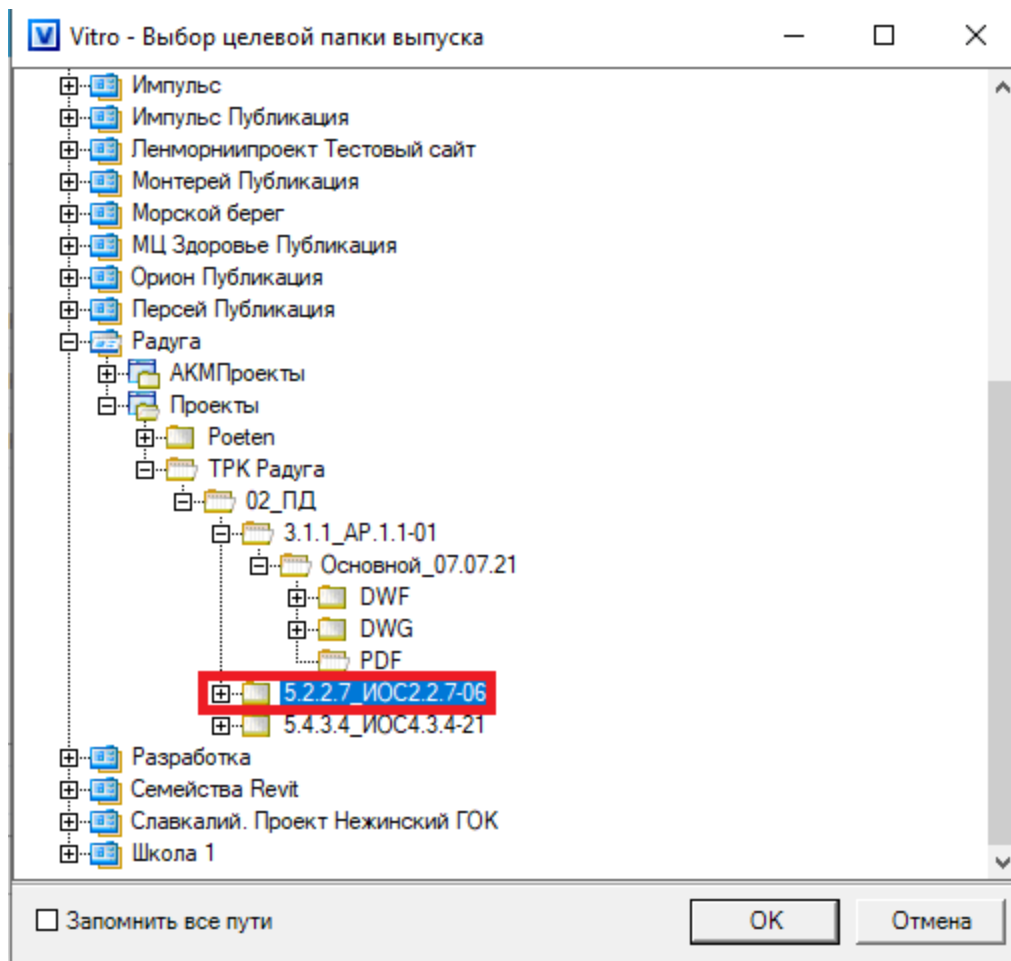 Vitro - Выбор целевой папки выпуска
Импульс
Импульс Публикация
Ленморниипроект Тестовый сайт
Монтерей Публикация
Морской берег
МЦ Здоровье Публикация
Орион Публикация
Персей Публикация
Радуга
АКМПроекты
Проекты
Poeten
ТРК Радуга
02_ПД
3.1.1_АР.1.1-01
Основной_07.07.21
DWF
DWG
PDF
5.2.2.7_ИОС2.2.7-06
5.4.3.4_ИОС4.3.4-21
Разработка
Семейства Revit
Славкалий. Проект Нежинский ГОК
Школа 1
Запомнить все пути
OK
Отмена